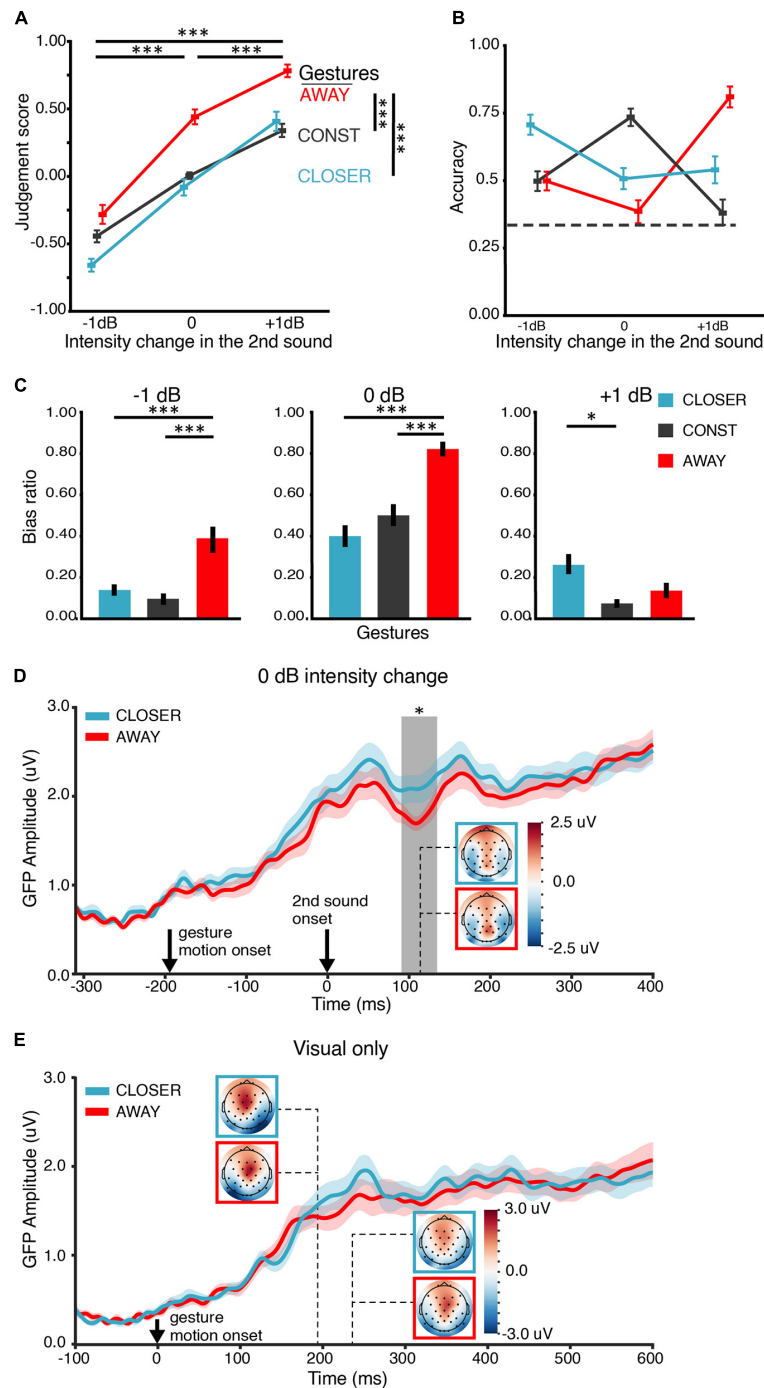 A
***
*** ***
1.00
0.50
0.00
-0.50
-1.00
Judgement score
Gestures
AWAY
CONST
CLOSER
***
***
-1dB 0 +1dB
Intensity change in the 2nd sound
B
1.00
0.75
0.5
0.25
0.00
Accuracy
-1dB 0 +1dB
Intensity change in the 2nd sound
C
-1 dB
***
***
1.00
0.80
0.60
0.40
0.20
0.00
Bias ratio
0 dB
***
***
1.00
0.80
0.60
0.40
0.20
0.00
Gestures
+1 dB
*
1.00
0.80
0.60
0.40
0.20
0.00
CLOSER
CONST
AWAY
D
0 dB intensity change
3.0
2.0
1.0
0.0
GFP Amplitude (uV)
CLOSER
AWAY
*
2.5 uV
0.0
-2.5 uV
gesture
motion onset
2nd sound
onset
-300 -200 -100 0 100 200 300 400
Time (ms)
E
Visual only
3.0
2.0
1.0
0.0
GFP Amplitude (uV)
CLOSER
AWAY
3.0 uV
0.0
-3.0 uV
gesture
motion onset
-100 0 100 200 300 400 500 600
Time (ms)